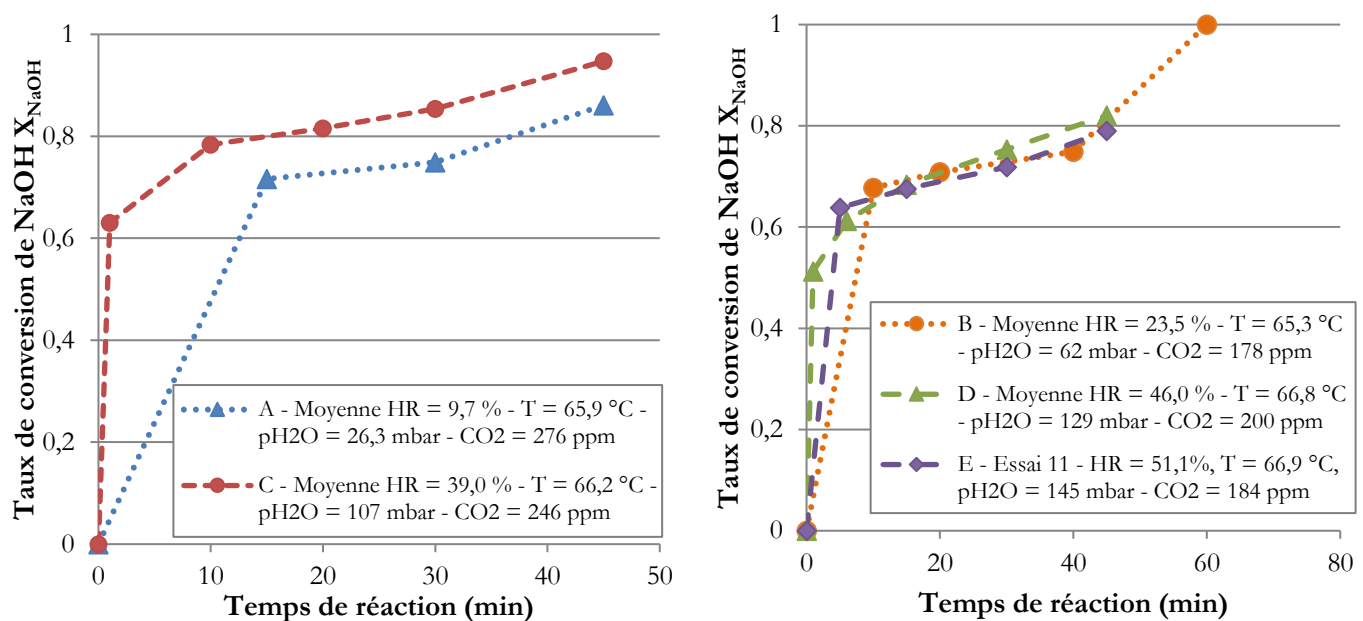 Taux de conversion de NaOH X_NaOH
1
0,8
0,6
0,4
0,2
0
A - Moyenne HR = 9,7 % - T = 65,9 °C -
pH2O = 26,3 mbar - CO2 = 276 ppm
C - Moyenne HR = 39,0 % - T = 66,2 °C -
pH2O = 107 mbar - CO2 = 246 ppm
0 10 20 30 40 50
Temps de réaction (min)
Taux de conversion de NaOH X_NaOH
1
0,8
0,6
0,4
0,2
0
B - Moyenne HR = 23,5 % - T = 65,3 °C
- pH2O = 62 mbar - CO2 = 178 ppm
D - Moyenne HR = 46,0 % - T = 66,8 °C
- pH2O = 129 mbar - CO2 = 200 ppm
E - Essai 11 - HR = 51,1%, T = 66,9 °C,
pH2O = 145 mbar - CO2 = 184 ppm
0 20 40 60 80
Temps de réaction (min)